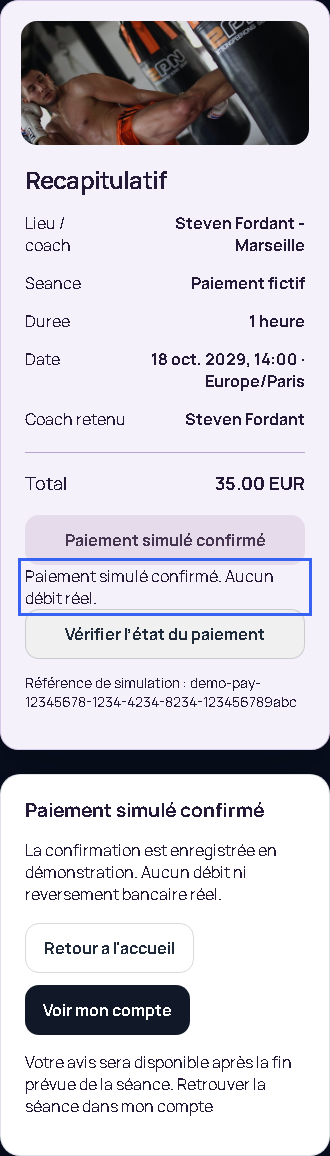 Recapitulatif
Lieu / Steven Fordant -
coach Marseille
Seance Paiement fictif
Duree 1 heure
Date 18 oct. 2029, 14:00 ·
Europe/Paris
Coach retenu Steven Fordant
Total 35.00 EUR
Paiement simulé confirmé
Paiement simulé confirmé. Aucun
débit réel.
Vérifier l'état du paiement
Référence de simulation : demo-pay-
12345678-1234-4234-8234-123456789abc
Paiement simulé confirmé
La confirmation est enregistrée en
démonstration. Aucun débit ni
reversement bancaire réel.
Retour a l'accueil
Voir mon compte
Votre avis sera disponible après la fin
prévue de la séance. Retrouver la
séance dans mon compte